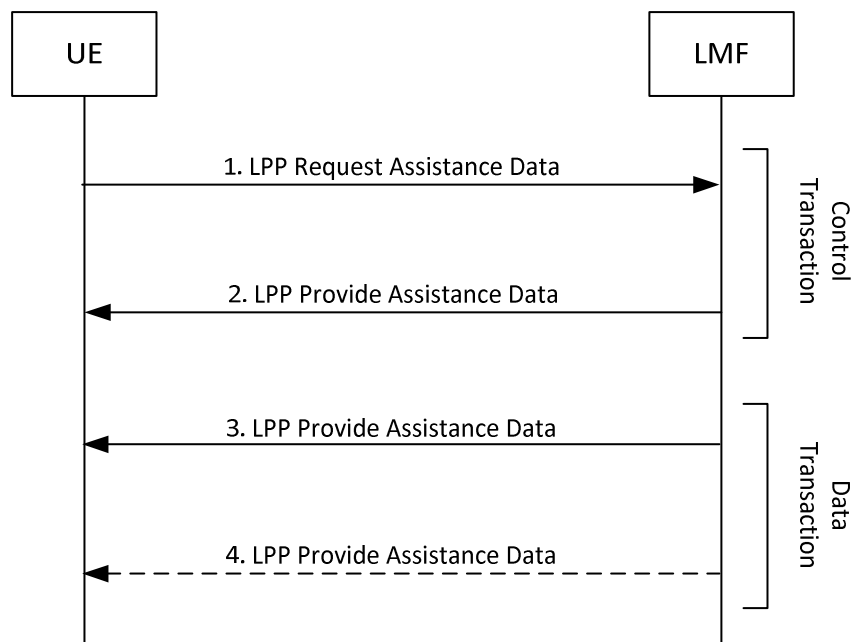 UE
LMF
1. LPP Request Assistance Data
Control
Transaction
2. LPP Provide Assistance Data
3. LPP Provide Assistance Data
Data
Transaction
4. LPP Provide Assistance Data